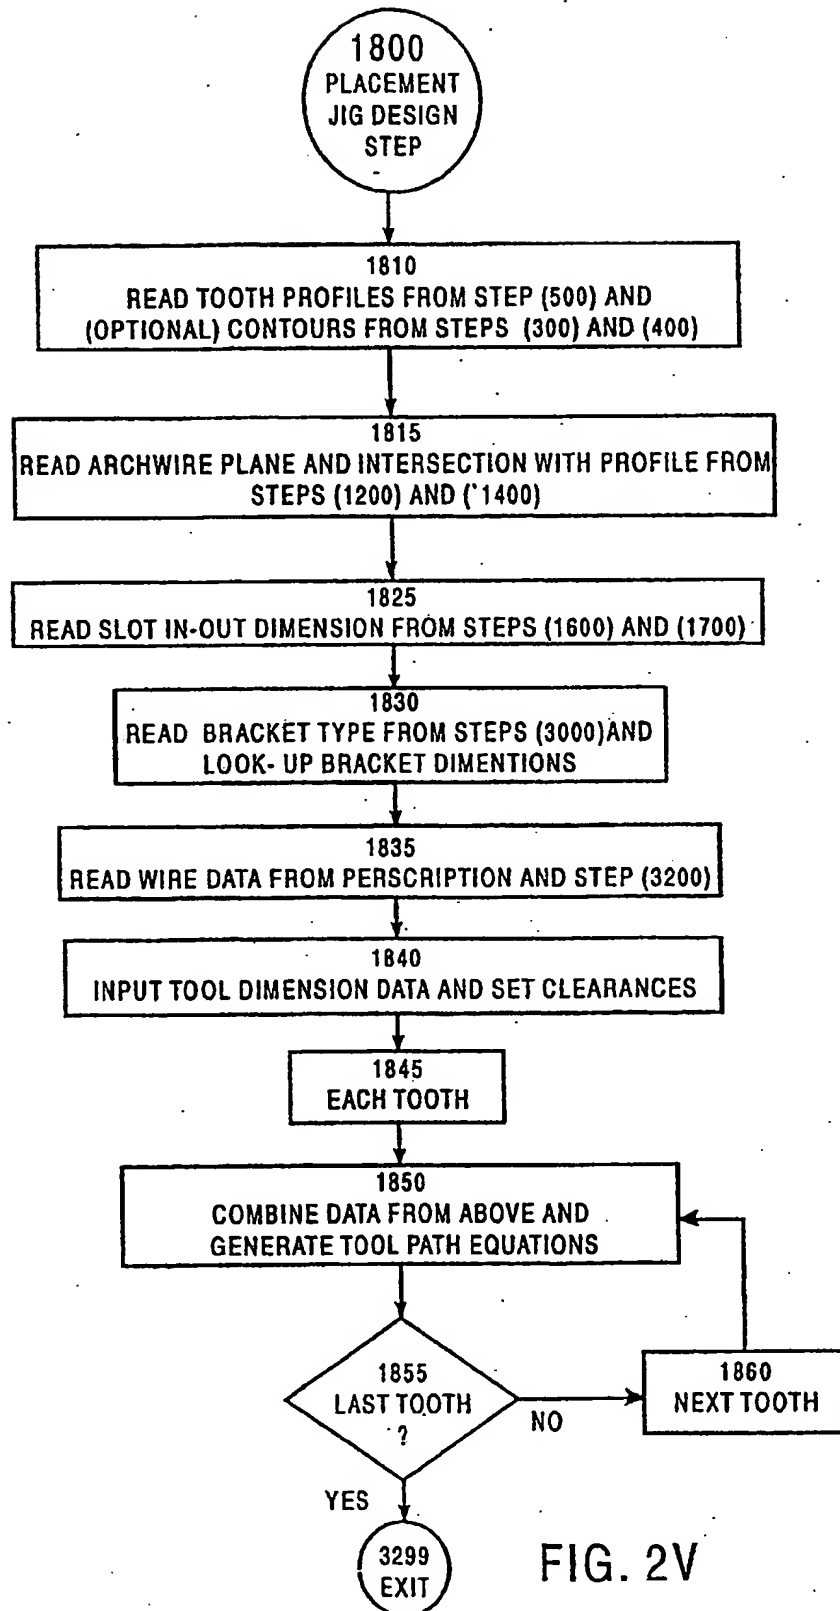 1800
PLACEMENT
JIG DESIGN
STEP
1810
READ TOOTH PROFILES FROM STEP (500) AND
(OPTIONAL) CONTOURS FROM STEPS (300) AND (400)
1815
READ ARCHWIRE PLANE AND INTERSECTION WITH PROFILE FROM
STEPS (1200) AND (1400)
1825
READ SLOT IN-OUT DIMENSION FROM STEPS (1600) AND (1700)
1830
READ BRACKET TYPE FROM STEPS (3000) AND
LOOK-UP BRACKET DIMENTIONS
1835
READ WIRE DATA FROM PERSCRIPTION AND STEP (3200)
1840
INPUT TOOL DIMENSION DATA AND SET CLEARANCES
1845
EACH TOOTH
1850
COMBINE DATA FROM ABOVE AND
GENERATE TOOL PATH EQUATIONS
1855
LAST TOOTH
?
NO
1860
NEXT TOOTH
YES
3299
EXIT
FIG. 2V